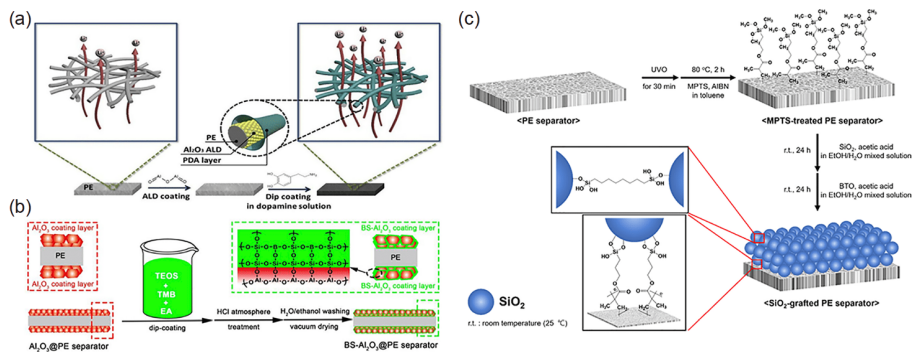 (a)
PE
Al₂O₃ ALD
PDA layer
PE
ALD coating
Dip coating
in dopamine solution
(b)
Al₂O₃ coating layer
PE
Al₂O₃ coating layer
Al₂O₃@PE separator
TEOS
+
TMB
+
EA
dip-coating
HCl atmosphere
treatment
H₂O/ethanol washing
vacuum drying
BS-Al₂O₃ coating layer
PE
BS-Al₂O₃ coating layer
BS-Al₂O₃@PE separator
(c)
<PE separator>
UVO
for 30 min
80 °C, 2 h
MPTS, AIBN
in toluene
<MPTS-treated PE separator>
r.t., 24 h
SiO₂, acetic acid
in EtOH/H₂O mixed solution
r.t., 24 h
BTO, acetic acid
in EtOH/H₂O mixed solution
<SiO₂-grafted PE separator>
SiO₂
r.t. : room temperature (25 ℃)